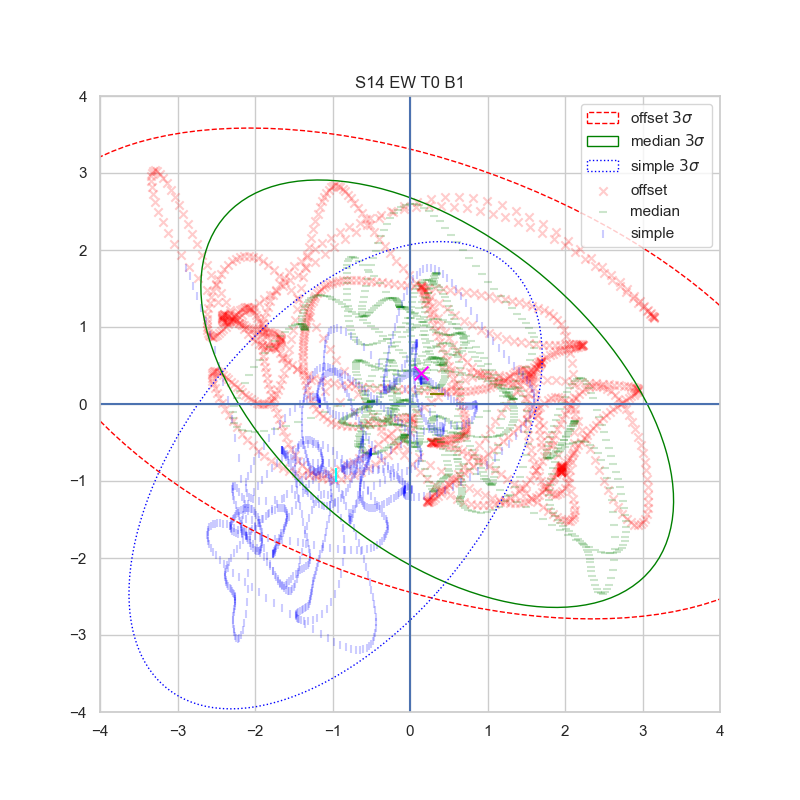 S14 EW T0 B1
offset 3σ
median 3σ
simple 3σ
offset
median
simple
4
3
2
1
0
−1
−2
−3
−4
−4 −3 −2 −1 0 1 2 3 4